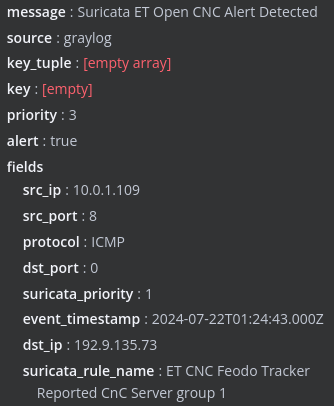 message : Suricata ET Open CNC Alert Detected
source : graylog
key_tuple : [empty array]
key : [empty]
priority : 3
alert : true
fields
src_ip : 10.0.1.109
src_port : 8
protocol : ICMP
dst_port : 0
suricata_priority : 1
event_timestamp : 2024-07-22T01:24:43.000Z
dst_ip : 192.9.135.73
suricata_rule_name : ET CNC Feodo Tracker
Reported CnC Server group 1